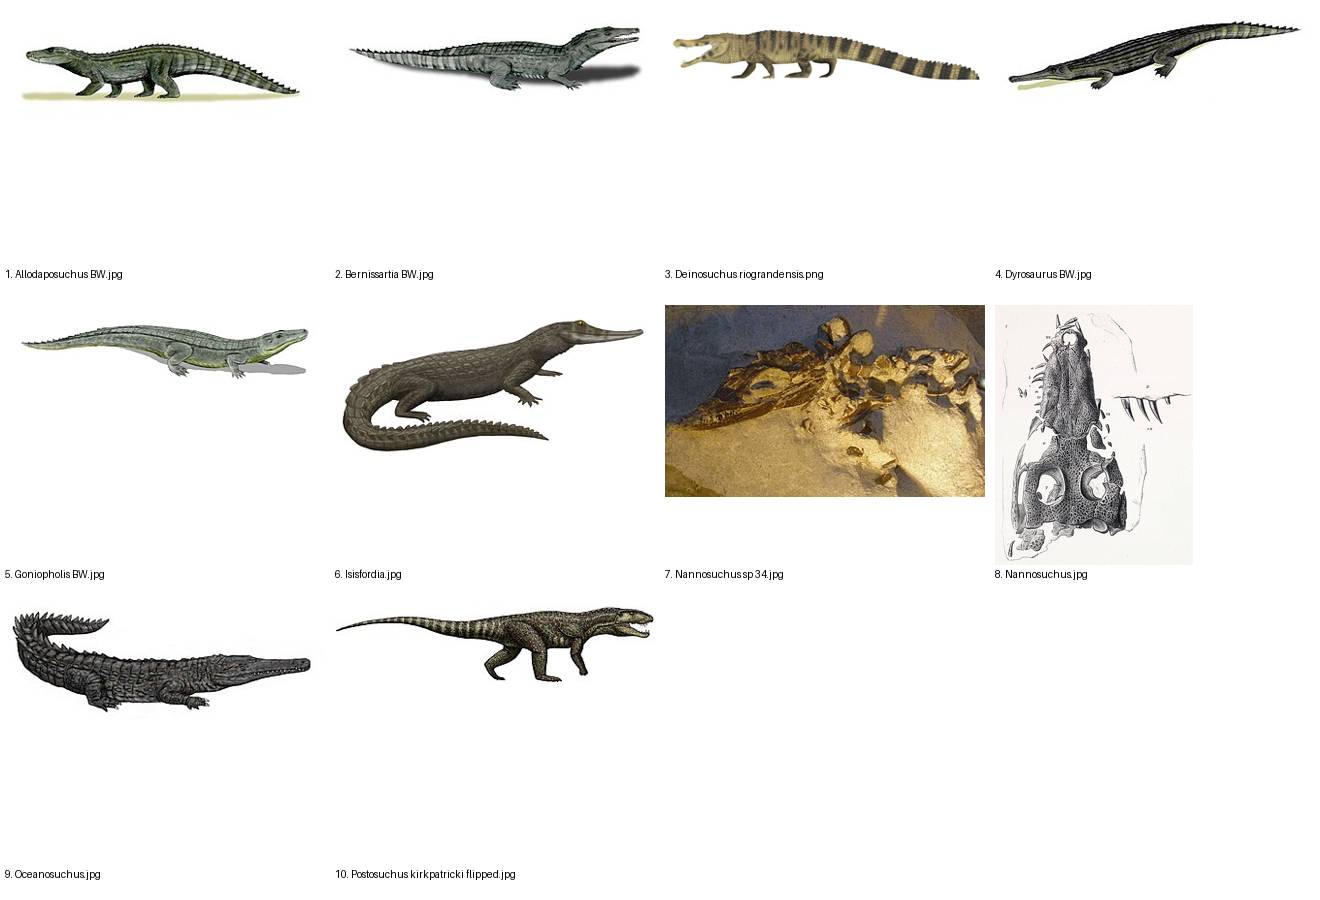 1. Allodaposuchus BW.jpg
2. Bernissartia BW.jpg
3. Deinosuchus riograndensis.png
4. Dyrosaurus BW.jpg
5. Goniopholis BW.jpg
6. Isisfordia.jpg
7. Nannosuchus sp 34.jpg
8. Nannosuchus.jpg
9. Oceanosuchus.jpg
10. Postosuchus kirkpatricki flipped.jpg